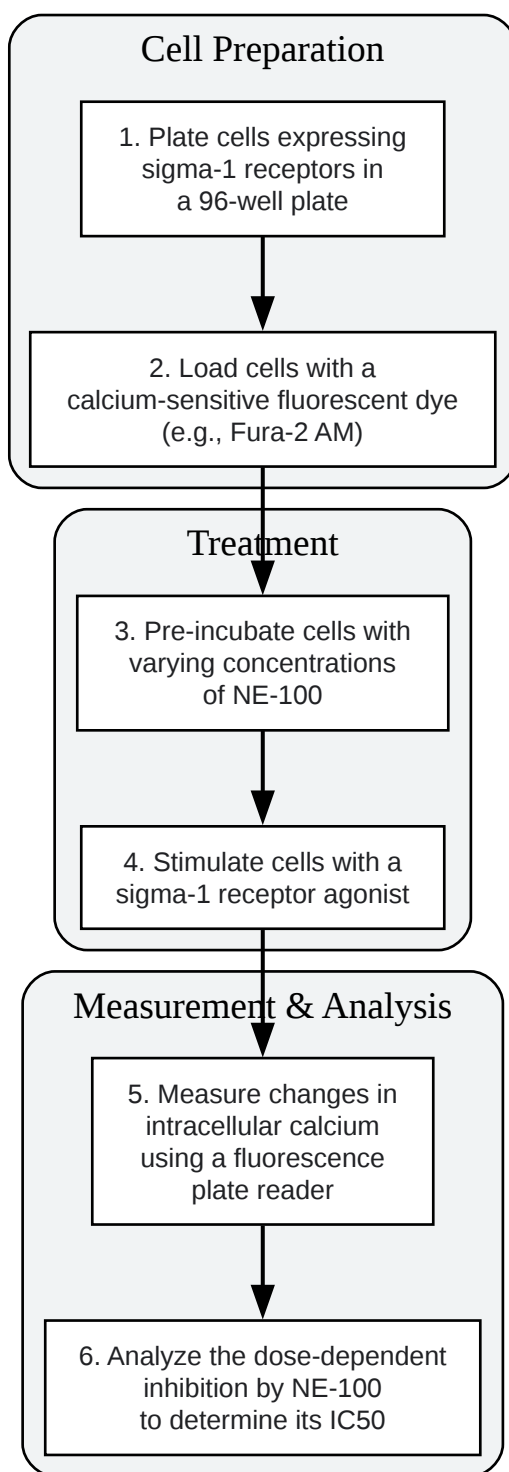 Cell Preparation
1. Plate cells expressing
sigma-1 receptors in
a 96-well plate
2. Load cells with a
calcium-sensitive fluorescent dye
(e.g., Fura-2 AM)
Treatment
3. Pre-incubate cells with
varying concentrations
of NE-100
4. Stimulate cells with a
sigma-1 receptor agonist
Measurement & Analysis
5. Measure changes in
intracellular calcium
using a fluorescence
plate reader
6. Analyze the dose-dependent
inhibition by NE-100
to determine its IC50